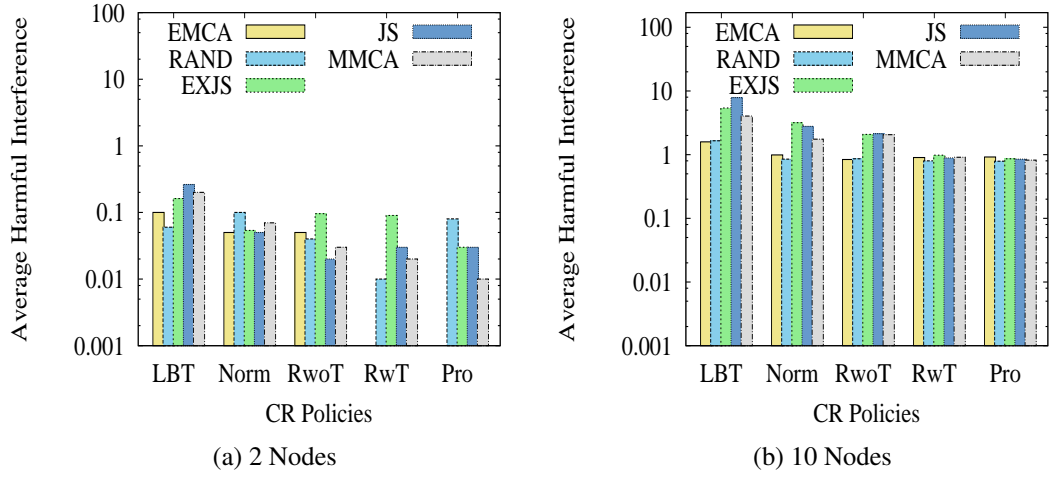 Average Harmful Interference
100
10
1
0.1
0.01
0.001
EMCA
RAND
EXJS
JS
MMCA
LBT Norm RwoT RwT Pro
CR Policies
(a) 2 Nodes
Average Harmful Interference
100
10
1
0.1
0.01
0.001
EMCA
RAND
EXJS
JS
MMCA
LBT Norm RwoT RwT Pro
CR Policies
(b) 10 Nodes